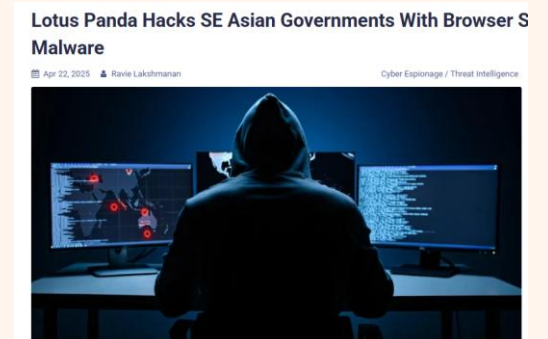 Lotus Panda Hacks SE Asian Governments With Browser S
Malware
Apr 22, 2025 Ravie Lakshmanan Cyber Espionage / Threat Intelligence